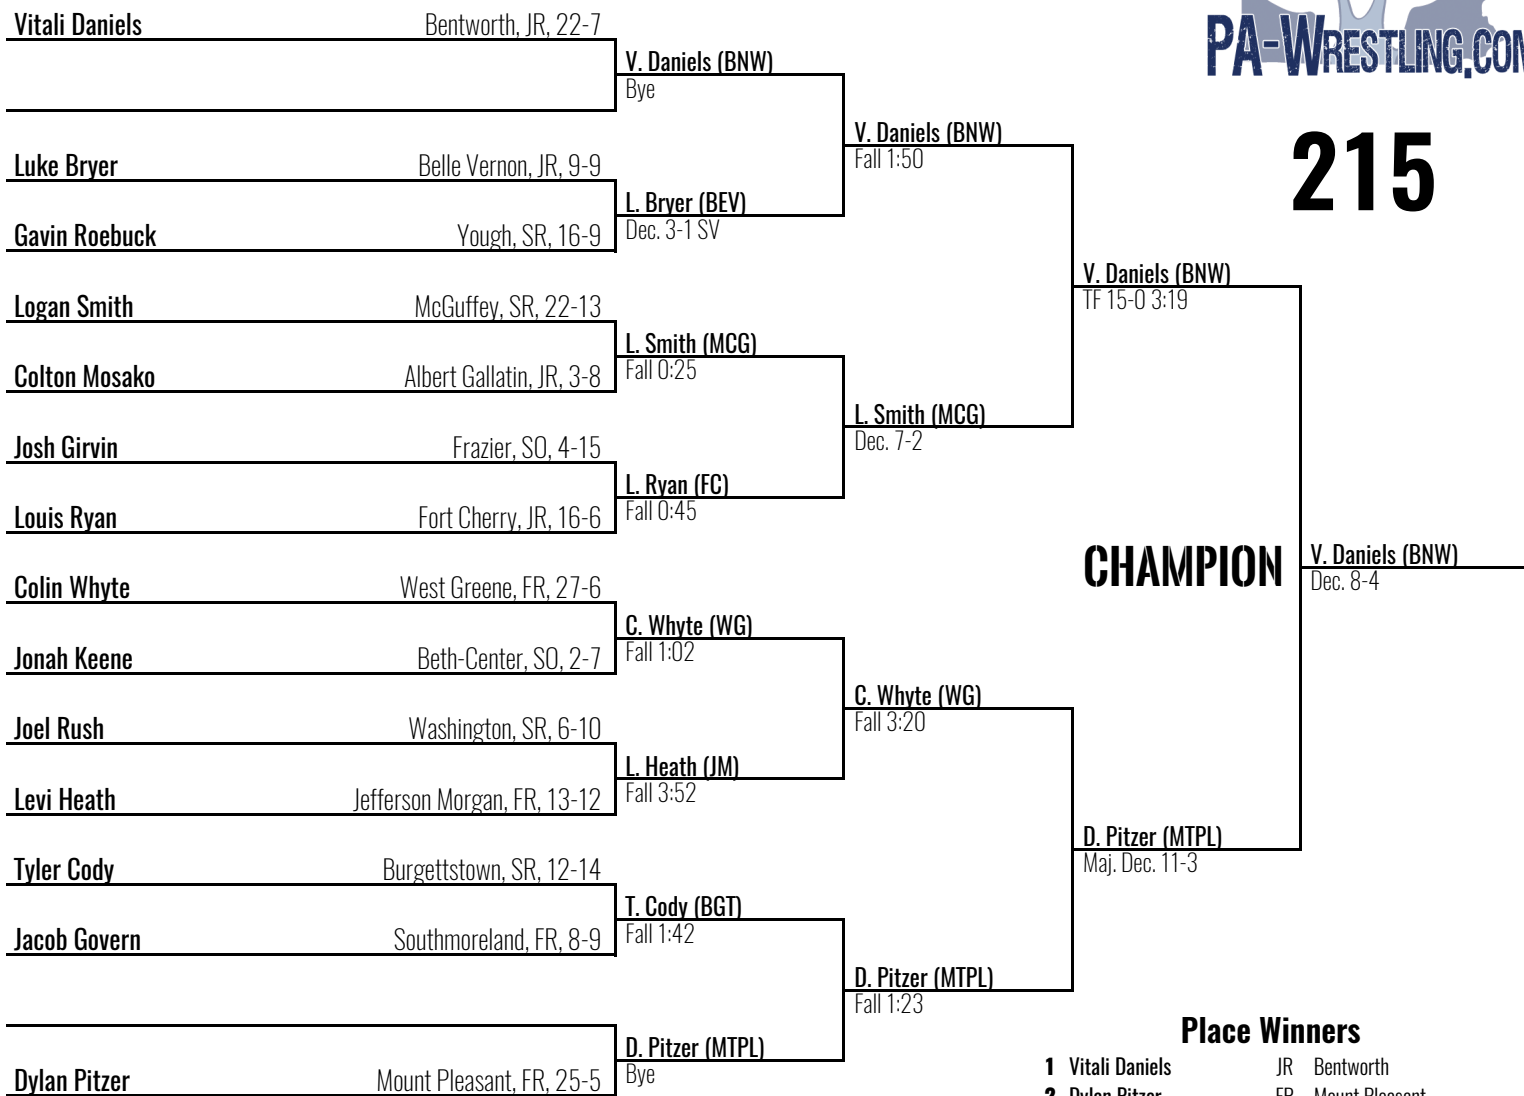 Vitali Daniels Bentworth, JR, 22-7
V. Daniels (BNW)
Bye
Luke Bryer Belle Vernon, JR, 9-9
Gavin Roebuck Yough, SR, 16-9
L. Bryer (BEV)
Dec. 3-1 SV
V. Daniels (BNW)
Fall 1:50
Logan Smith McGuffey, SR, 22-13
Colton Mosako Albert Gallatin, JR, 3-8
L. Smith (MCG)
Fall 0:25
Josh Girvin Frazier, SO, 4-15
Louis Ryan Fort Cherry, JR, 16-6
L. Ryan (FC)
Fall 0:45
L. Smith (MCG)
Dec. 7-2
V. Daniels (BNW)
TF 15-0 3:19
Colin Whyte West Greene, FR, 27-6
Jonah Keene Beth-Center, SO, 2-7
C. Whyte (WG)
Fall 1:02
Joel Rush Washington, SR, 6-10
Levi Heath Jefferson Morgan, FR, 13-12
L. Heath (JM)
Fall 3:52
C. Whyte (WG)
Fall 3:20
Tyler Cody Burgettstown, SR, 12-14
Jacob Govern Southmoreland, FR, 8-9
T. Cody (BGT)
Fall 1:42
Dylan Pitzer Mount Pleasant, FR, 25-5
D. Pitzer (MTPL)
Bye
D. Pitzer (MTPL)
Fall 1:23
D. Pitzer (MTPL)
Maj. Dec. 11-3
CHAMPION
V. Daniels (BNW)
Dec. 8-4
PA-WRESTLING.COM
215
Place Winners
1 Vitali Daniels JR Bentworth
2 Dylan Pitzer FR Mount Pleasant